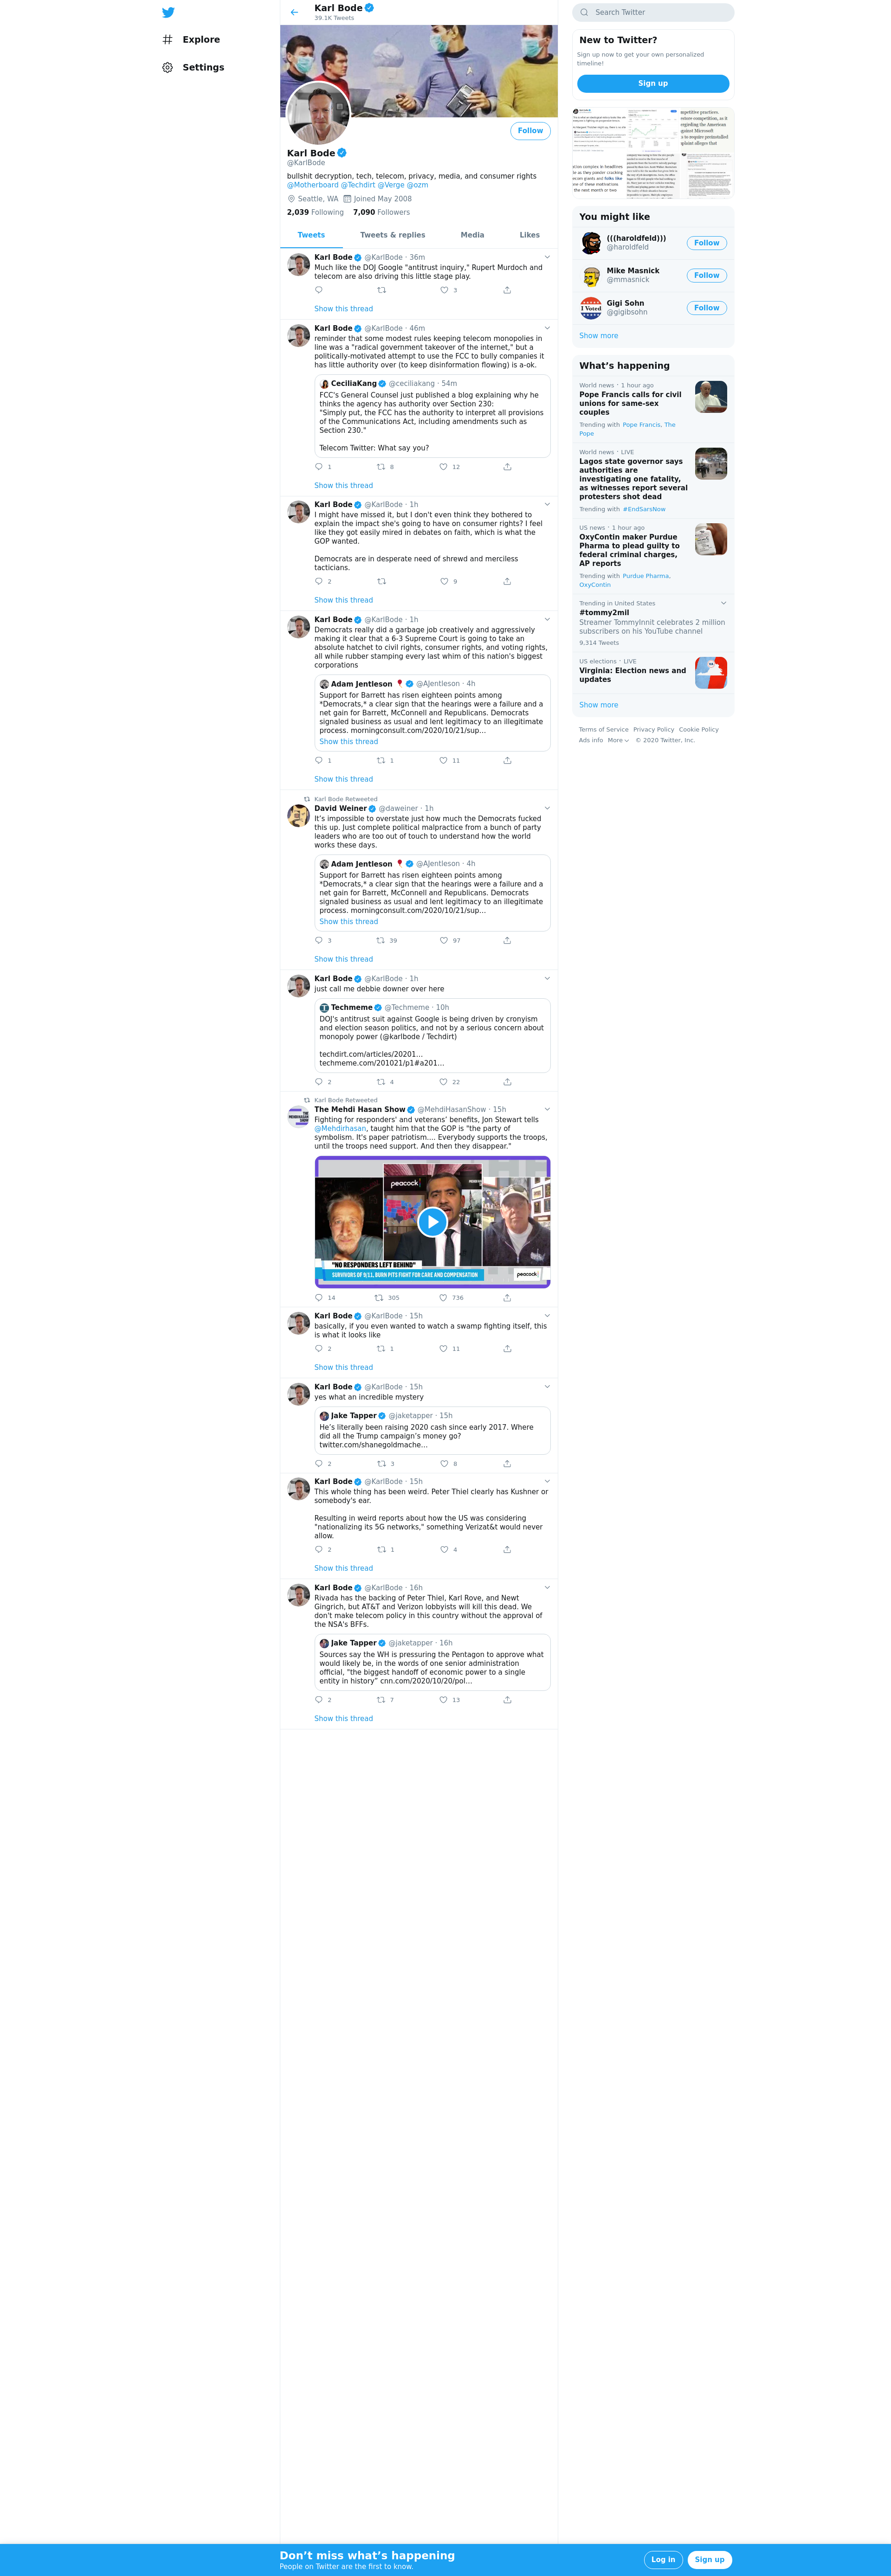 Explore
Settings
Karl Bode
39.1K Tweets
Follow
Karl Bode
@KarlBode
bullshit decryption, tech, telecom, privacy, media, and consumer rights
@Motherboard @Techdirt @Verge @ozm
Seattle, WA Joined May 2008
2,039 Following 7,090 Followers
Tweets Tweets & replies Media Likes
Karl Bode @KarlBode · 36m
Much like the DOJ Google "antitrust inquiry," Rupert Murdoch and
telecom are also driving this little stage play.
3
Show this thread
Karl Bode @KarlBode · 46m
reminder that some modest rules keeping telecom monopolies in
line was a "radical government takeover of the internet," but a
politically-motivated attempt to use the FCC to bully companies it
has little authority over (to keep disinformation flowing) is a-ok.
CeciliaKang @ceciliakang · 54m
FCC's General Counsel just published a blog explaining why he
thinks the agency has authority over Section 230:
"Simply put, the FCC has the authority to interpret all provisions
of the Communications Act, including amendments such as
Section 230."
Telecom Twitter: What say you?
1 8 12
Show this thread
Karl Bode @KarlBode · 1h
I might have missed it, but I don't even think they bothered to
explain the impact she's going to have on consumer rights? I feel
like they got easily mired in debates on faith, which is what the
GOP wanted.
Democrats are in desperate need of shrewd and merciless
tacticians.
2 9
Show this thread
Karl Bode @KarlBode · 1h
Democrats really did a garbage job creatively and aggressively
making it clear that a 6-3 Supreme Court is going to take an
absolute hatchet to civil rights, consumer rights, and voting rights,
all while rubber stamping every last whim of this nation's biggest
corporations
Adam Jentleson @AJentleson · 4h
Support for Barrett has risen eighteen points among
*Democrats,* a clear sign that the hearings were a failure and a
net gain for Barrett, McConnell and Republicans. Democrats
signaled business as usual and lent legitimacy to an illegitimate
process. morningconsult.com/2020/10/21/sup…
Show this thread
1 1 11
Show this thread
Karl Bode Retweeted
David Weiner @daweiner · 1h
It's impossible to overstate just how much the Democrats fucked
this up. Just complete political malpractice from a bunch of party
leaders who are too out of touch to understand how the world
works these days.
Adam Jentleson @AJentleson · 4h
Support for Barrett has risen eighteen points among
*Democrats,* a clear sign that the hearings were a failure and a
net gain for Barrett, McConnell and Republicans. Democrats
signaled business as usual and lent legitimacy to an illegitimate
process. morningconsult.com/2020/10/21/sup…
Show this thread
3 39 97
Show this thread
Karl Bode @KarlBode · 1h
just call me debbie downer over here
Techmeme @Techmeme · 10h
DOJ's antitrust suit against Google is being driven by cronyism
and election season politics, and not by a serious concern about
monopoly power (@karlbode / Techdirt)
techdirt.com/articles/20201…
techmeme.com/201021/p1#a201…
2 4 22
Karl Bode Retweeted
The Mehdi Hasan Show @MehdiHasanShow · 15h
Fighting for responders' and veterans' benefits, Jon Stewart tells
@Mehdirhasan, taught him that the GOP is "the party of
symbolism. It's paper patriotism.... Everybody supports the troops,
until the troops need support. And then they disappear."
peacock
"NO RESPONDERS LEFT BEHIND"
SURVIVORS OF 9/11, BURN PITS FIGHT FOR CARE AND COMPENSATION
peacock
14 305 736
Karl Bode @KarlBode · 15h
basically, if you even wanted to watch a swamp fighting itself, this
is what it looks like
2 1 11
Show this thread
Karl Bode @KarlBode · 15h
yes what an incredible mystery
Jake Tapper @jaketapper · 15h
He's literally been raising 2020 cash since early 2017. Where
did all the Trump campaign's money go?
twitter.com/shanegoldmache…
2 3 8
Karl Bode @KarlBode · 15h
This whole thing has been weird. Peter Thiel clearly has Kushner or
somebody's ear.
Resulting in weird reports about how the US was considering
"nationalizing its 5G networks," something Verizat&t would never
allow.
2 1 4
Show this thread
Karl Bode @KarlBode · 16h
Rivada has the backing of Peter Thiel, Karl Rove, and Newt
Gingrich, but AT&T and Verizon lobbyists will kill this dead. We
don't make telecom policy in this country without the approval of
the NSA's BFFs.
Jake Tapper @jaketapper · 16h
Sources say the WH is pressuring the Pentagon to approve what
would likely be, in the words of one senior administration
official, "the biggest handoff of economic power to a single
entity in history" cnn.com/2020/10/20/pol…
2 7 13
Show this thread
Search Twitter
New to Twitter?
Sign up now to get your own personalized
timeline!
Sign up
You might like
(((haroldfeld)))
@haroldfeld
Follow
Mike Masnick
@mmasnick
Follow
I Voted
Gigi Sohn
@gigibsohn
Follow
Show more
What's happening
World news · 1 hour ago
Pope Francis calls for civil
unions for same-sex
couples
Trending with Pope Francis, The
Pope
World news · LIVE
Lagos state governor says
authorities are
investigating one fatality,
as witnesses report several
protesters shot dead
Trending with #EndSarsNow
US news · 1 hour ago
OxyContin maker Purdue
Pharma to plead guilty to
federal criminal charges,
AP reports
Trending with Purdue Pharma,
OxyContin
Trending in United States
#tommy2mil
Streamer TommyInnit celebrates 2 million
subscribers on his YouTube channel
9,314 Tweets
US elections · LIVE
Virginia: Election news and
updates
Show more
Terms of Service Privacy Policy Cookie Policy
Ads info More © 2020 Twitter, Inc.
Don't miss what's happening
People on Twitter are the first to know.
Log in Sign up